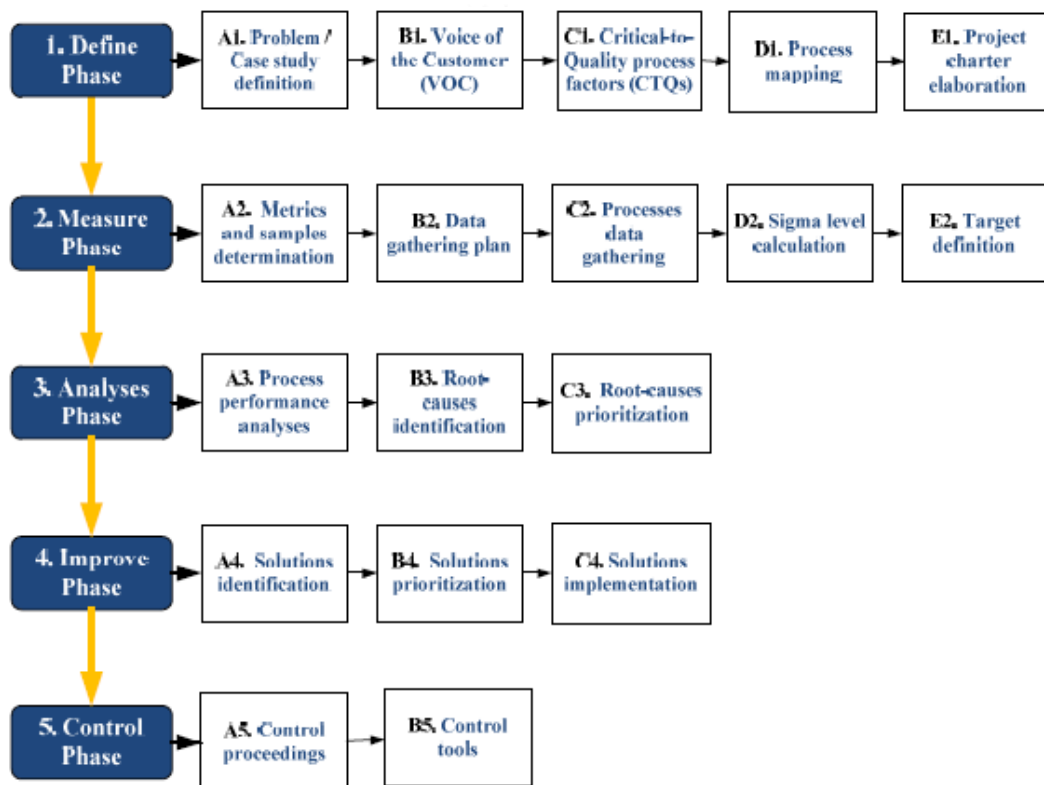 1. Define
Phase
A1. Problem /
Case study
definition
B1. Voice of
the Customer
(VOC)
C1. Critical-to-
Quality process
factors (CTQs)
D1. Process
mapping
E1. Project
charter
elaboration
2. Measure
Phase
A2. Metrics
and samples
determination
B2. Data
gathering plan
C2. Processes
data
gathering
D2. Sigma level
calculation
E2. Target
definition
3. Analyses
Phase
A3. Process
performance
analyses
B3. Root-
causes
identification
C3. Root-causes
prioritization
4. Improve
Phase
A4. Solutions
identification
B4. Solutions
prioritization
C4. Solutions
implementation
5. Control
Phase
A5. Control
proceedings
B5. Control
tools